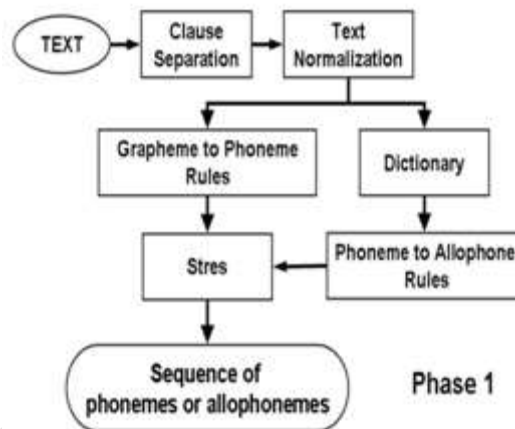 TEXT
Clause
Separation
Text
Normalization
Grapheme to Phoneme
Rules
Dictionary
Stres
Phoneme to Allophone
Rules
Sequence of
phonemes or allophonemes
Phase 1